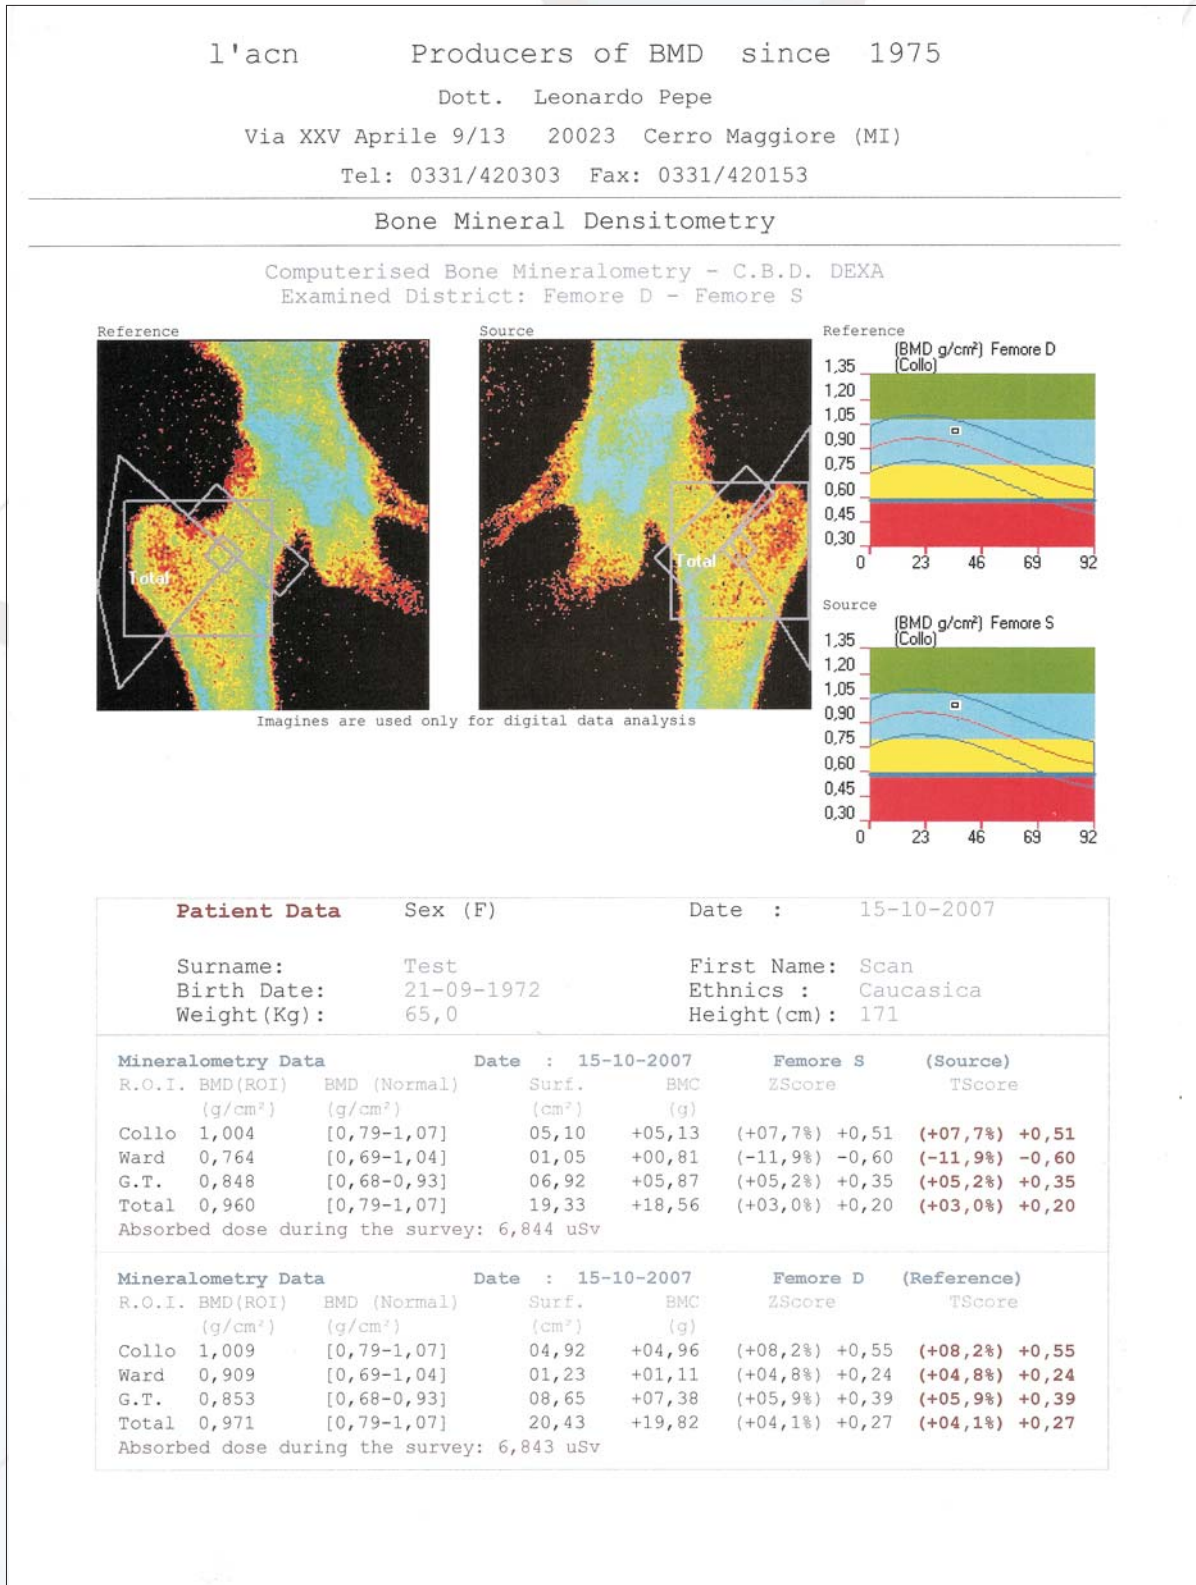 l'acn Producers of BMD since 1975
Dott. Leonardo Pepe
Via XXV Aprile 9/13 20023 Cerro Maggiore (MI)
Tel: 0331/420303 Fax: 0331/420153
Bone Mineral Densitometry
Computerised Bone Mineralometry - C.B.D. DEXA
Examined District: Femore D - Femore S
Reference
Total
Source
Total
Imagines are used only for digital data analysis
Reference
(BMD g/cm²) Femore D
(Collo)
1,35
1,20
1,05
0,90
0,75
0,60
0,45
0,30
0 23 46 69 92
Source
(BMD g/cm²) Femore S
(Collo)
1,35
1,20
1,05
0,90
0,75
0,60
0,45
0,30
0 23 46 69 92
Patient Data Sex (F) Date : 15-10-2007
Surname: Test First Name: Scan
Birth Date: 21-09-1972 Ethnics : Caucasica
Weight(Kg): 65,0 Height(cm): 171
Mineralometry Data Date : 15-10-2007 Femore S (Source)
R.O.I. BMD(ROI) BMD (Normal) Surf. BMC ZScore TScore
(g/cm²) (g/cm²) (cm²) (g)
Collo 1,004 [0,79-1,07] 05,10 +05,13 (+07,7%) +0,51 (+07,7%) +0,51
Ward 0,764 [0,69-1,04] 01,05 +00,81 (-11,9%) -0,60 (-11,9%) -0,60
G.T. 0,848 [0,68-0,93] 06,92 +05,87 (+05,2%) +0,35 (+05,2%) +0,35
Total 0,960 [0,79-1,07] 19,33 +18,56 (+03,0%) +0,20 (+03,0%) +0,20
Absorbed dose during the survey: 6,844 uSv
Mineralometry Data Date : 15-10-2007 Femore D (Reference)
R.O.I. BMD(ROI) BMD (Normal) Surf. BMC ZScore TScore
(g/cm²) (g/cm²) (cm²) (g)
Collo 1,009 [0,79-1,07] 04,92 +04,96 (+08,2%) +0,55 (+08,2%) +0,55
Ward 0,909 [0,69-1,04] 01,23 +01,11 (+04,8%) +0,24 (+04,8%) +0,24
G.T. 0,853 [0,68-0,93] 08,65 +07,38 (+05,9%) +0,39 (+05,9%) +0,39
Total 0,971 [0,79-1,07] 20,43 +19,82 (+04,1%) +0,27 (+04,1%) +0,27
Absorbed dose during the survey: 6,843 uSv